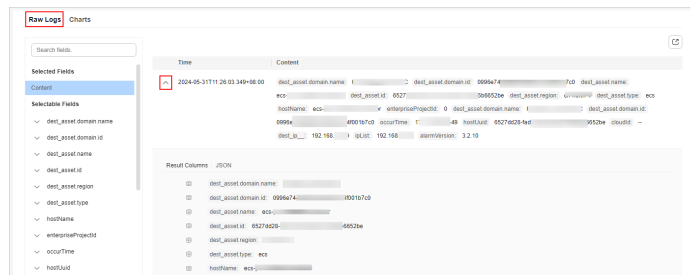 Raw Logs Charts
Search fields.
Selected Fields
Content
Selectable Fields
dest_asset.domain.name
dest_asset.domain.id
dest_asset.name
dest_asset.id
dest_asset.region
dest_asset.type
hostName
enterpriseProjectId
occurTime
hostUuid
Time Content
2024-05-31T11:26:03.349+08:00 dest_asset.domain.name: dest_asset.domain.id: 0996e74 7c0 dest_asset.name:
ecs- dest_asset.id: 6527 5b6652be dest_asset.region: dest_asset.type: ecs
hostName: ecs- enterpriseProjectId: 0 dest_asset.domain.name: dest_asset.domain.id:
0996e 4f001b7c0 occurTime: 48 hostUuid: 6527dd28-fad 6652be cloudId: --
dest_ip__: 192.168. ipList: 192.168 alarmVersion: 3.2.10
Result Columns JSON
dest_asset.domain.name:
dest_asset.domain.id: 0996e74- 4f001b7c0
dest_asset.name: ecs-
dest_asset.id: 6527dd28- 6652be
dest_asset.region:
dest_asset.type: ecs
hostName: ecs-